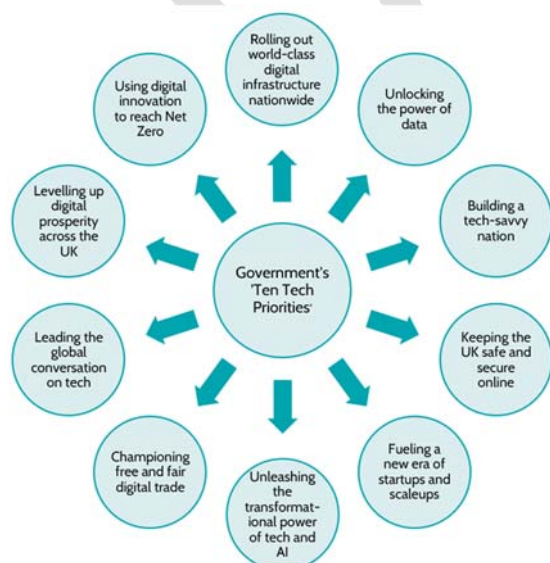 Rolling out
world-class
digital
infrastructure
nationwide
Unlocking
the power of
data
Building a
tech-savvy
nation
Keeping the
UK safe and
secure
online
Fueling a
new era of
startups and
scaleups
Unleashing
the
transformat-
ional power
of tech and
AI
Championing
free and fair
digital trade
Leading the
global
conversation
on tech
Levelling up
digital
prosperity
across the
UK
Using digital
innovation
to reach Net
Zero
Government's
'Ten Tech
Priorities'